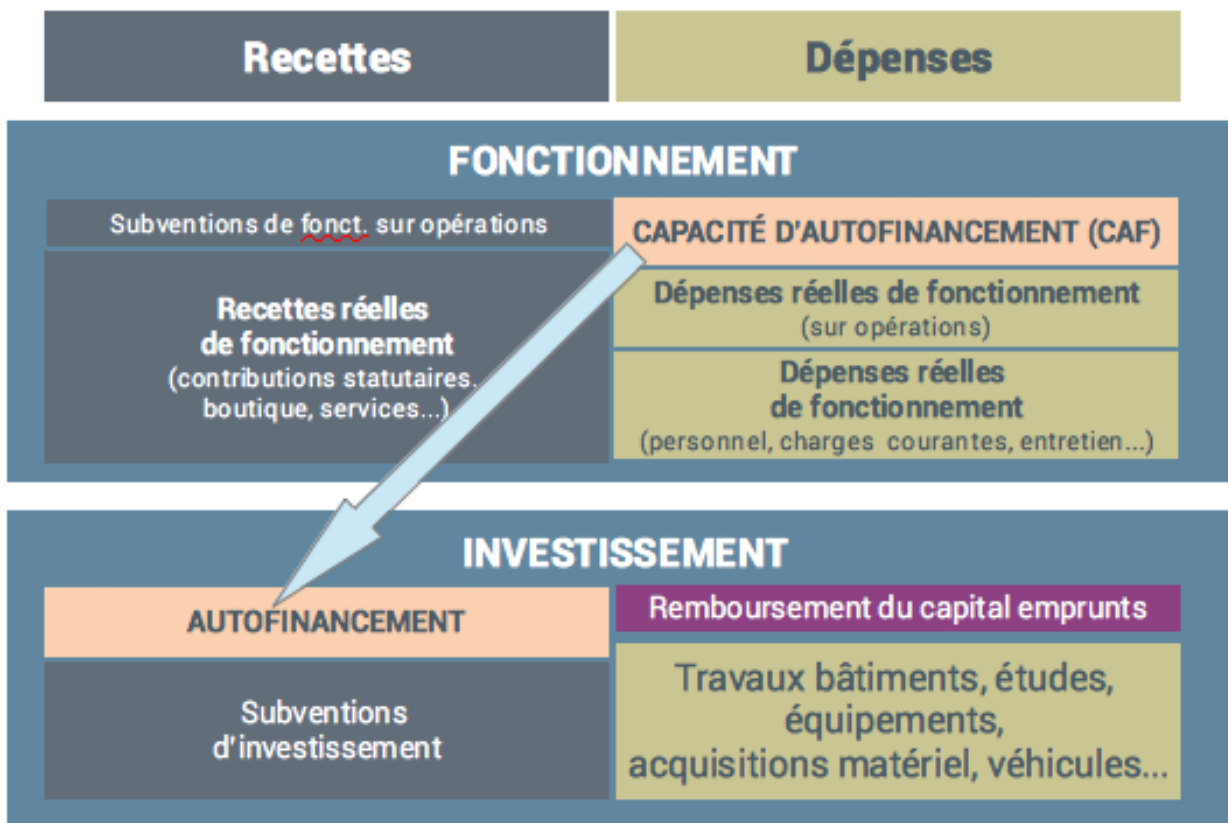 Recettes
Dépenses
FONCTIONNEMENT
Subventions de fonct. sur opérations
Recettes réelles
de fonctionnement
(contributions statutaires.
boutique, services...)
CAPACITÉ D'AUTOFINANCEMENT (CAF)
Dépenses réelles de fonctionnement
(sur opérations)
Dépenses réelles
de fonctionnement
(personnel, charges courantes, entretien...)
INVESTISSEMENT
AUTOFINANCEMENT
Subventions
d'investissement
Remboursement du capital emprunts
Travaux bâtiments, études,
équipements,
acquisitions matériel, véhicules...